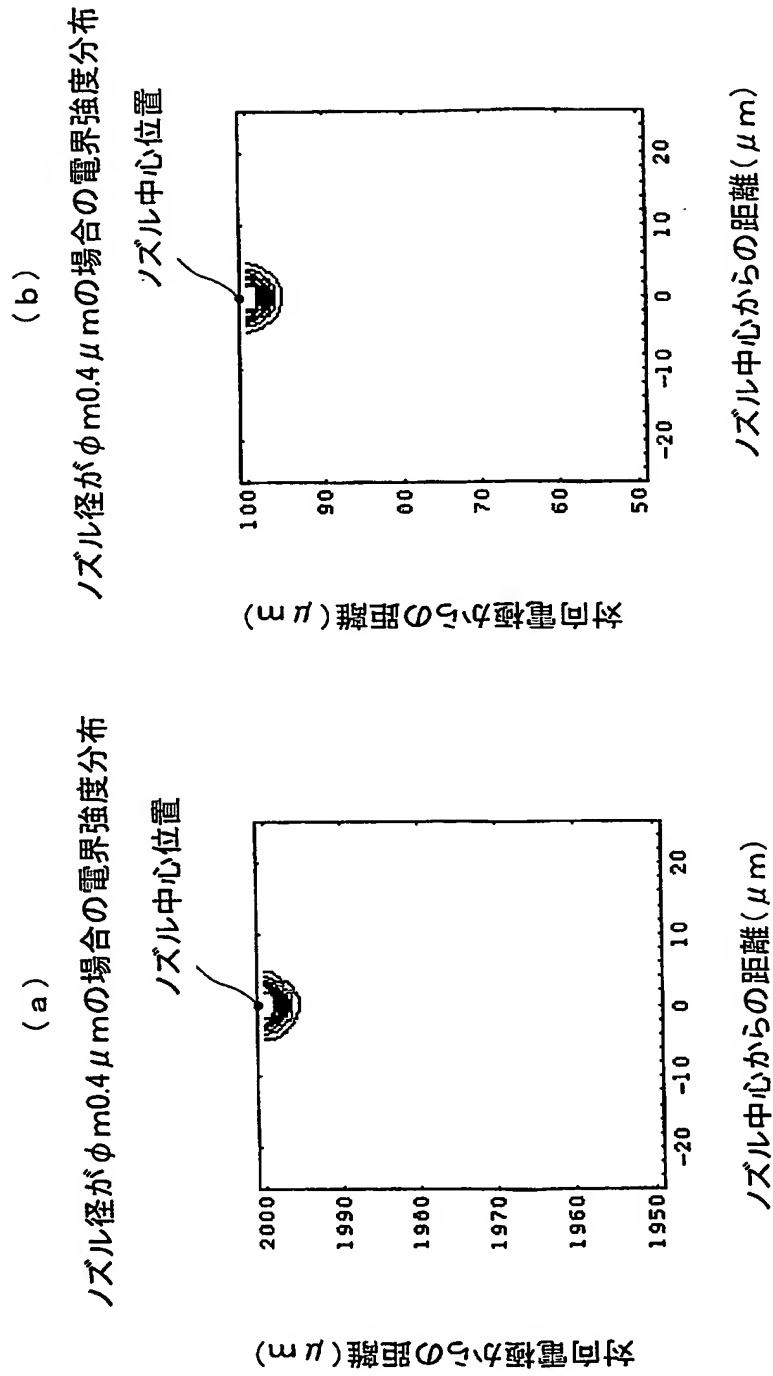 (a)
ノズル径がφm0.4μmの場合の電界強度分布
ノズル中心位置
対向電極からの距離(μm)
2000
1990
1980
1970
1960
1950
-20
-10
0
10
20
ノズル中心からの距離(μm)
(b)
ノズル径がφm0.4μmの場合の電界強度分布
ノズル中心位置
対向電極からの距離(μm)
100
90
80
70
60
50
-20
-10
0
10
20
ノズル中心からの距離(μm)